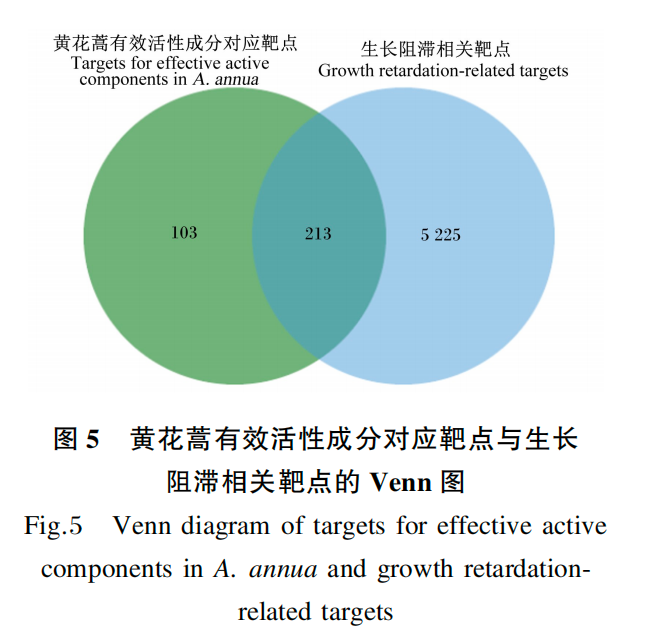 黄花蒿有效活性成分对应靶点
Targets for effective active
components in A. annua
生长阻滞相关靶点
Growth retardation-related targets
103
213
5 225
图 5 黄花蒿有效活性成分对应靶点与生长
阻滞相关靶点的 Venn 图
Fig.5 Venn diagram of targets for effective active
components in A. annua and growth retardation-
related targets